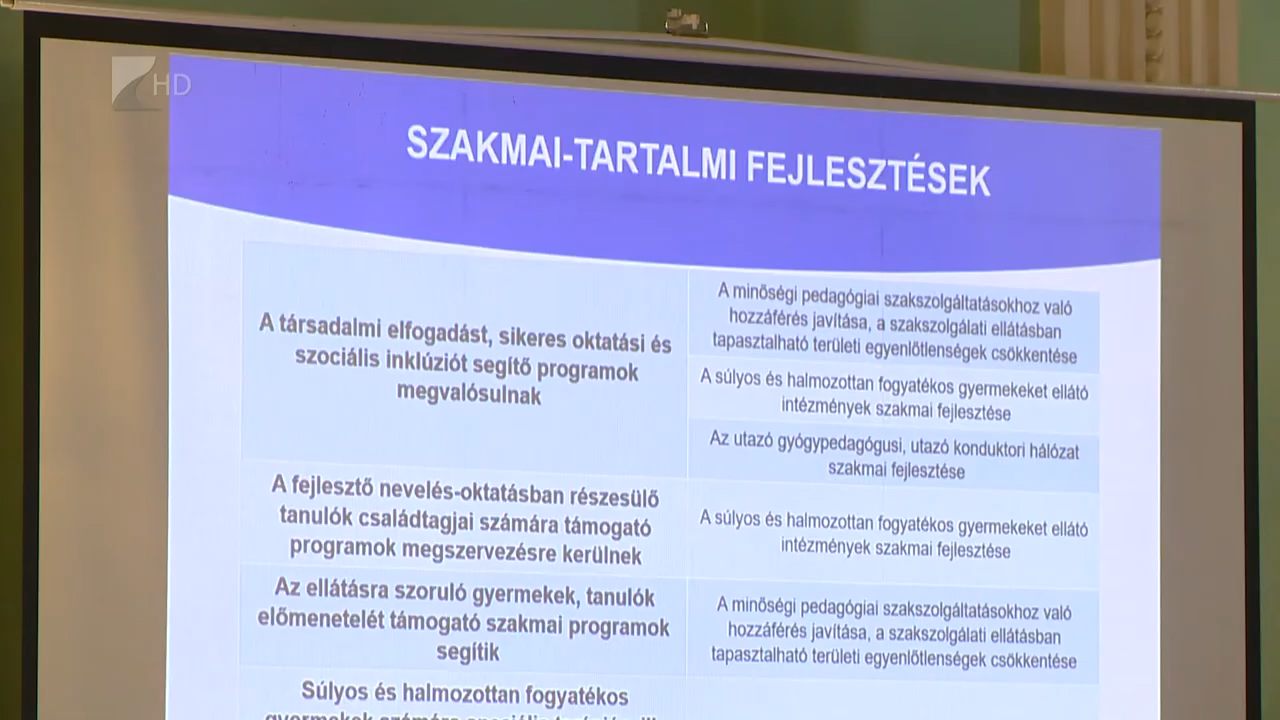 HD
SZAKMAI-TARTALMI FEJLESZTÉSEK
A társadalmi elfogadást, sikeres oktatási és
szociális inklúziót segítő programok
megvalósulnak
A minőségi pedagógiai szakszolgáltatásokhoz való
hozzáférés javítása, a szakszolgálati ellátásban
tapasztalható területi egyenlőtlenségek csökkentése
A súlyos és halmozottan fogyatékos gyermekeket ellátó
intézmények szakmai fejlesztése
Az utazó gyógypedagógusi, utazó konduktori hálózat
szakmai fejlesztése
A fejlesztő nevelés-oktatásban részesülő
tanulók családtagjai számára támogató
programok megszervezésre kerülnek
A súlyos és halmozottan fogyatékos gyermekeket ellátó
intézmények szakmai fejlesztése
Az ellátásra szoruló gyermekek, tanulók
előmenetelét támogató szakmai programok
segítik
A minőségi pedagógiai szakszolgáltatásokhoz való
hozzáférés javítása, a szakszolgálati ellátásban
tapasztalható területi egyenlőtlenségek csökkentése
Súlyos és halmozottan fogyatékos
gyermekek számára